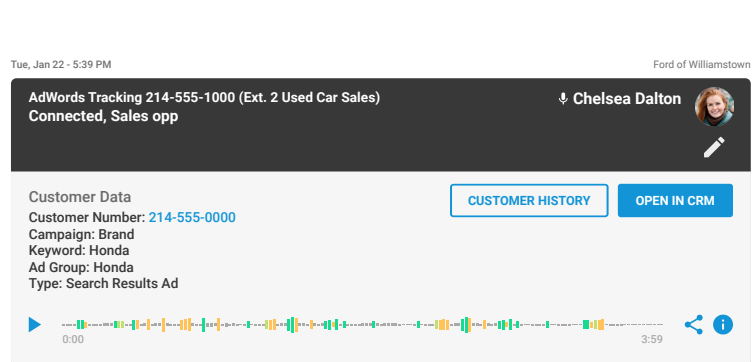 Tue, Jan 22 - 5:39 PM
Ford of Williamstown
AdWords Tracking 214-555-1000 (Ext. 2 Used Car Sales)
Chelsea Dalton
Connected, Sales opp
Customer Data
CUSTOMER HISTORY
OPEN IN CRM
Customer Number: 214-555-0000
Campaign: Brand
Keyword: Honda
Ad Group: Honda
Type: Search Results Ad
0:00
3:59